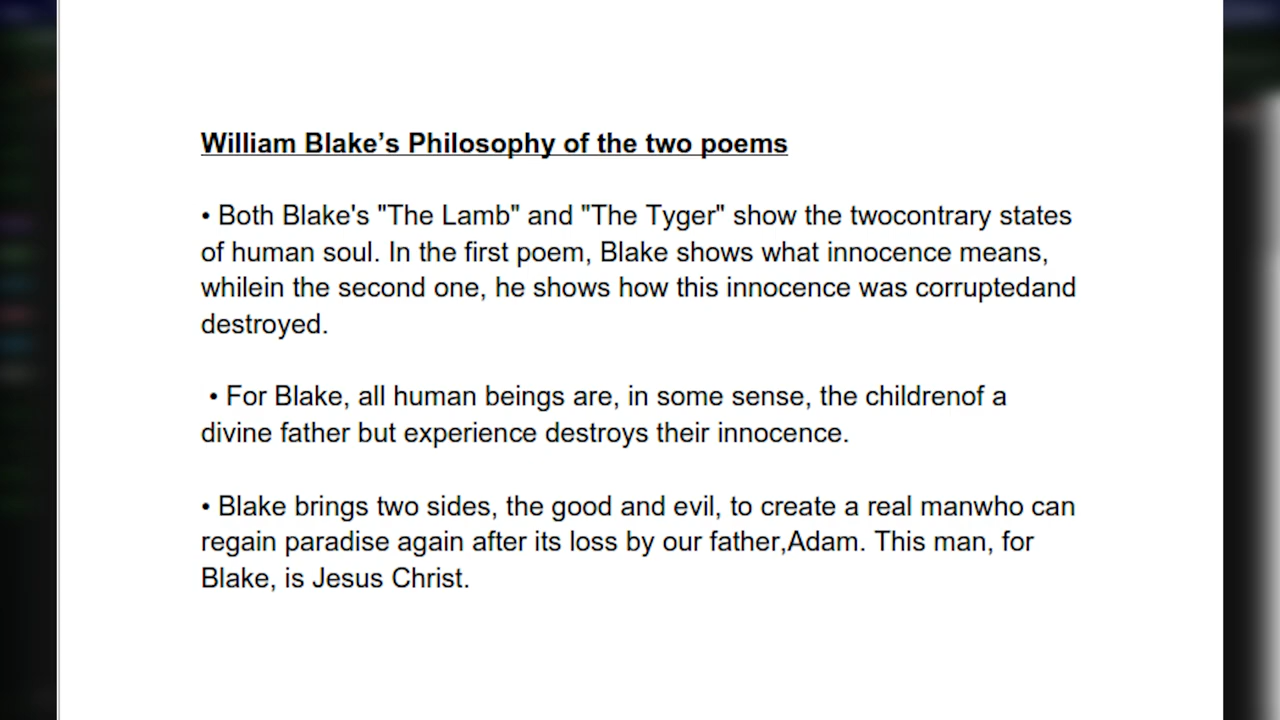 William Blake’s Philosophy of the two poems
• Both Blake's "The Lamb" and "The Tyger" show the twocontrary states
of human soul. In the first poem, Blake shows what innocence means,
whilein the second one, he shows how this innocence was corruptedand
destroyed.
• For Blake, all human beings are, in some sense, the childrenof a
divine father but experience destroys their innocence.
• Blake brings two sides, the good and evil, to create a real manwho can
regain paradise again after its loss by our father,Adam. This man, for
Blake, is Jesus Christ.